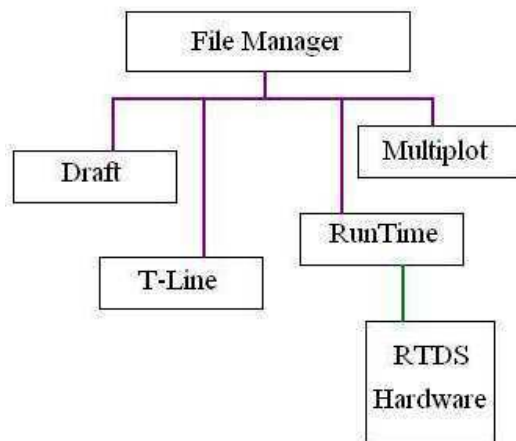 File Manager
Draft
Multiplot
T-Line
RunTime
RTDS
Hardware